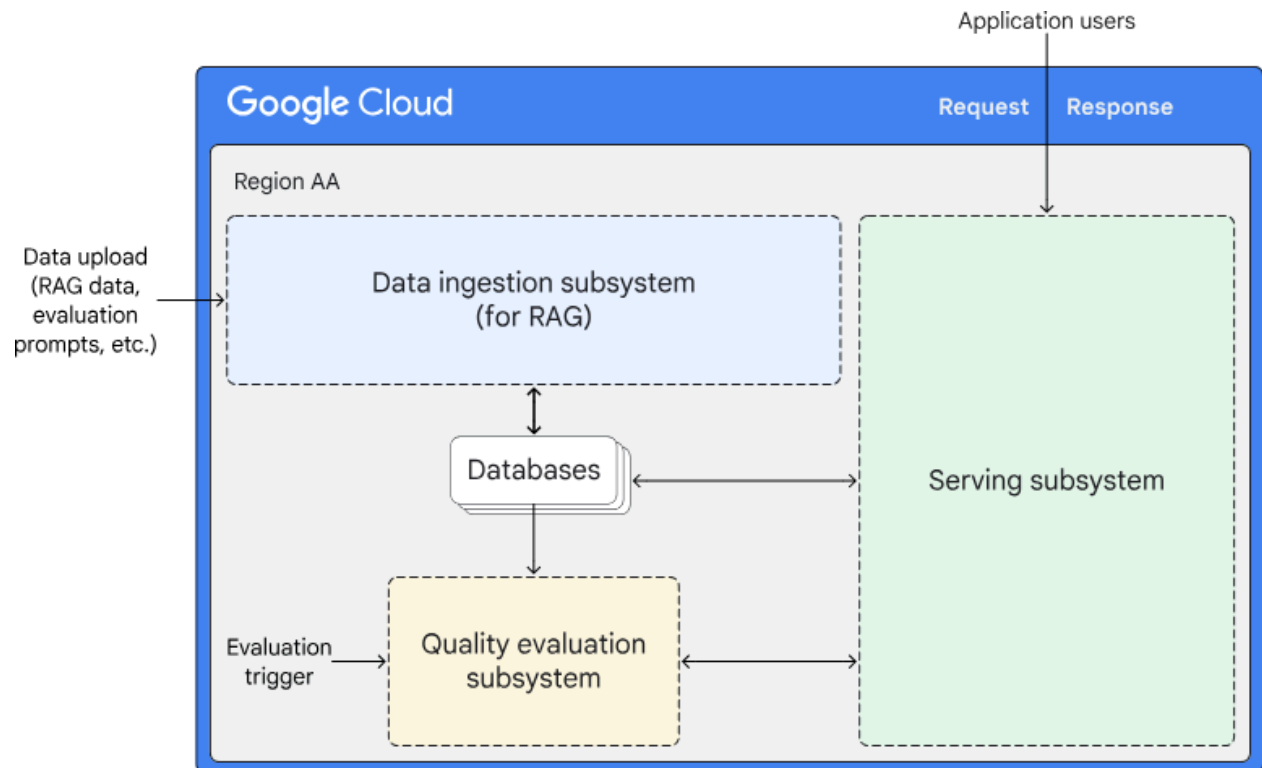 Application users
Google Cloud
Request Response
Region AA
Data upload
(RAG data,
evaluation
prompts, etc.)
Data ingestion subsystem
(for RAG)
Databases
Serving subsystem
Evaluation
trigger
Quality evaluation
subsystem